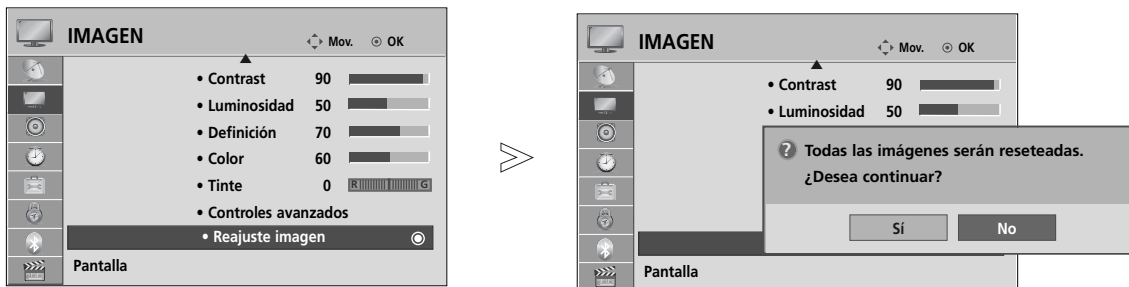 IMAGEN
Mov. OK
• Contrast 90
• Luminosidad 50
• Definición 70
• Color 60
• Tinte 0 R G
• Controles avanzados
• Reajuste imagen
Pantalla
IMAGEN
Mov. OK
• Contrast 90
• Luminosidad 50
Todas las imágenes serán reseteadas.
¿Desea continuar?
Sí No
Pantalla